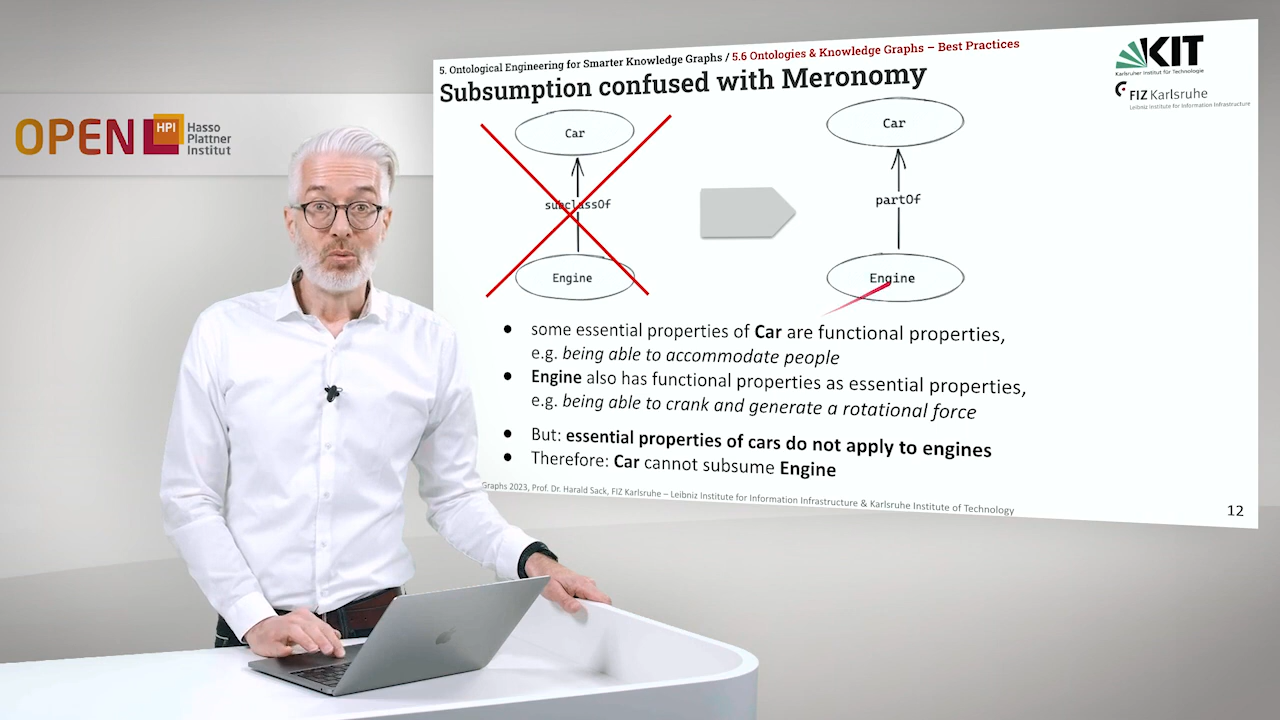 OPEN
HPI
Hasso
Plattner
Institut
5. Ontological Engineering for Smarter Knowledge Graphs / 5.6 Ontologies & Knowledge Graphs – Best Practices
Subsumption confused with Meronomy
KIT
Karlsruher Institut für Technologie
FIZ Karlsruhe
Leibniz Institute for Information Infrastructure
Car
subclassOf
Engine
Car
partOf
Engine
● some essential properties of Car are functional properties,
e.g. being able to accommodate people
● Engine also has functional properties as essential properties,
e.g. being able to crank and generate a rotational force
● But: essential properties of cars do not apply to engines
● Therefore: Car cannot subsume Engine
Graphs 2023, Prof. Dr. Harald Sack, FIZ Karlsruhe – Leibniz Institute for Information Infrastructure & Karlsruhe Institute of Technology
12